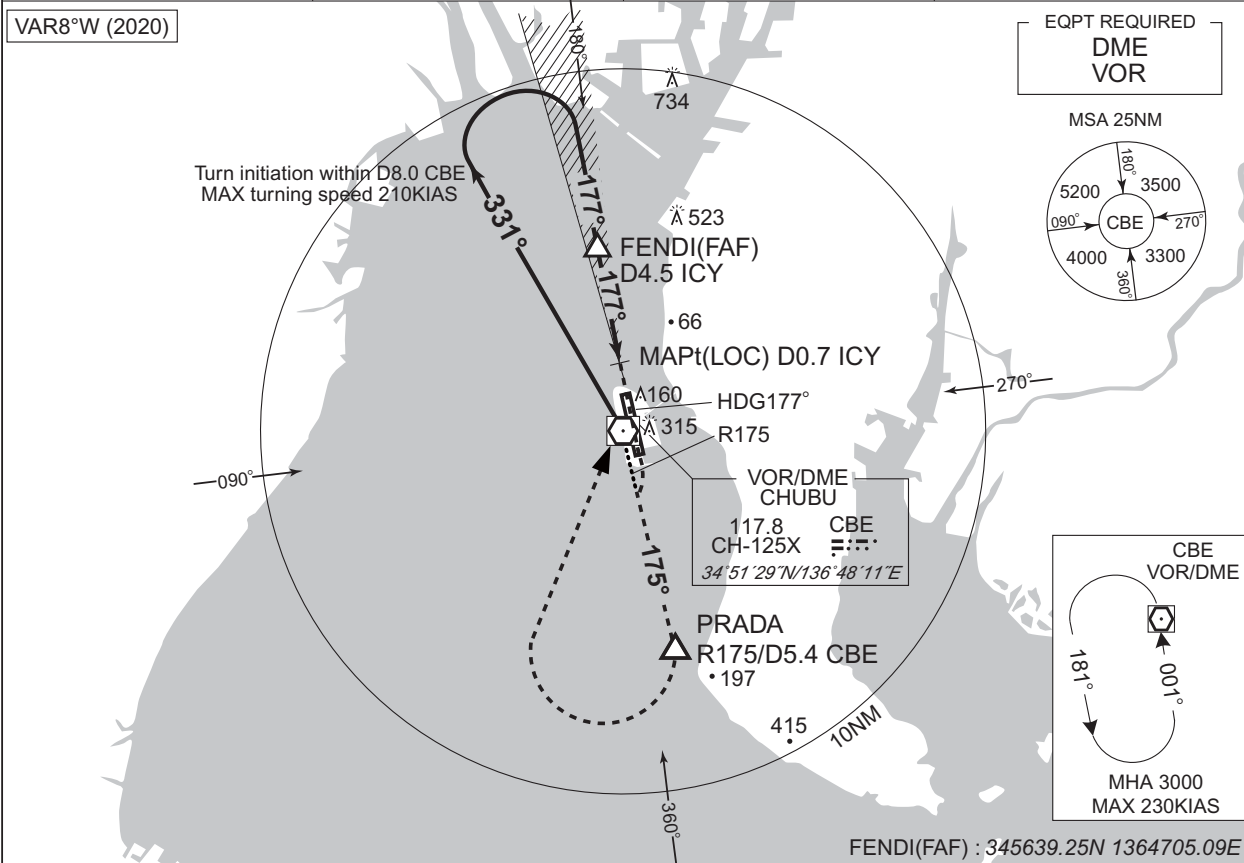 VAR8°W (2020)
180°
734
EQPT REQUIRED
DME
VOR
MSA 25NM
180°
5200
3500
090°
CBE
270°
4000
3300
360°
Turn initiation within D8.0 CBE
MAX turning speed 210KIAS
331°
177°
523
FENDI(FAF)
D4.5 ICY
177°
66
MAPt(LOC) D0.7 ICY
270°
160
HDG177°
315
R175
090°
VOR/DME
CHUBU
117.8 CBE
CH-125X
34°51´29˝N/136°48´11˝E
175°
PRADA
R175/D5.4 CBE
197
415
10NM
360°
CBE
VOR/DME
181°
001°
MHA 3000
MAX 230KIAS
FENDI(FAF) : 345639.25N 1364705.09E